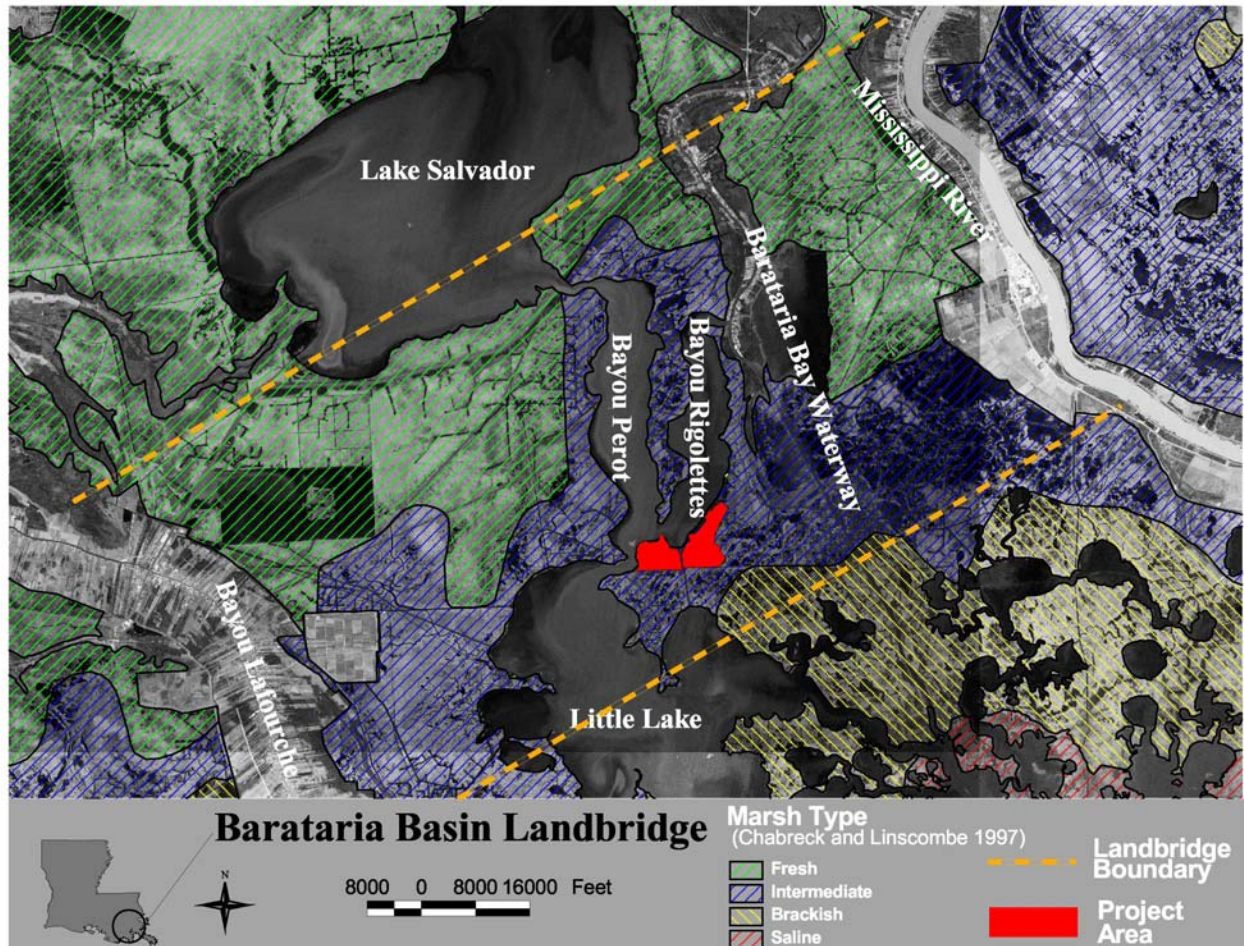 Lake Salvador
Mississippi River
Barataria Bay Waterway
Bayou Perot
Bayou Rigolettes
Bayou Lafourche
Little Lake
Barataria Basin Landbridge
N
8000 0 8000 16000 Feet
Marsh Type
(Chabreck and Linscombe 1997)
Fresh
Intermediate
Brackish
Saline
Landbridge
Boundary
Project
Area